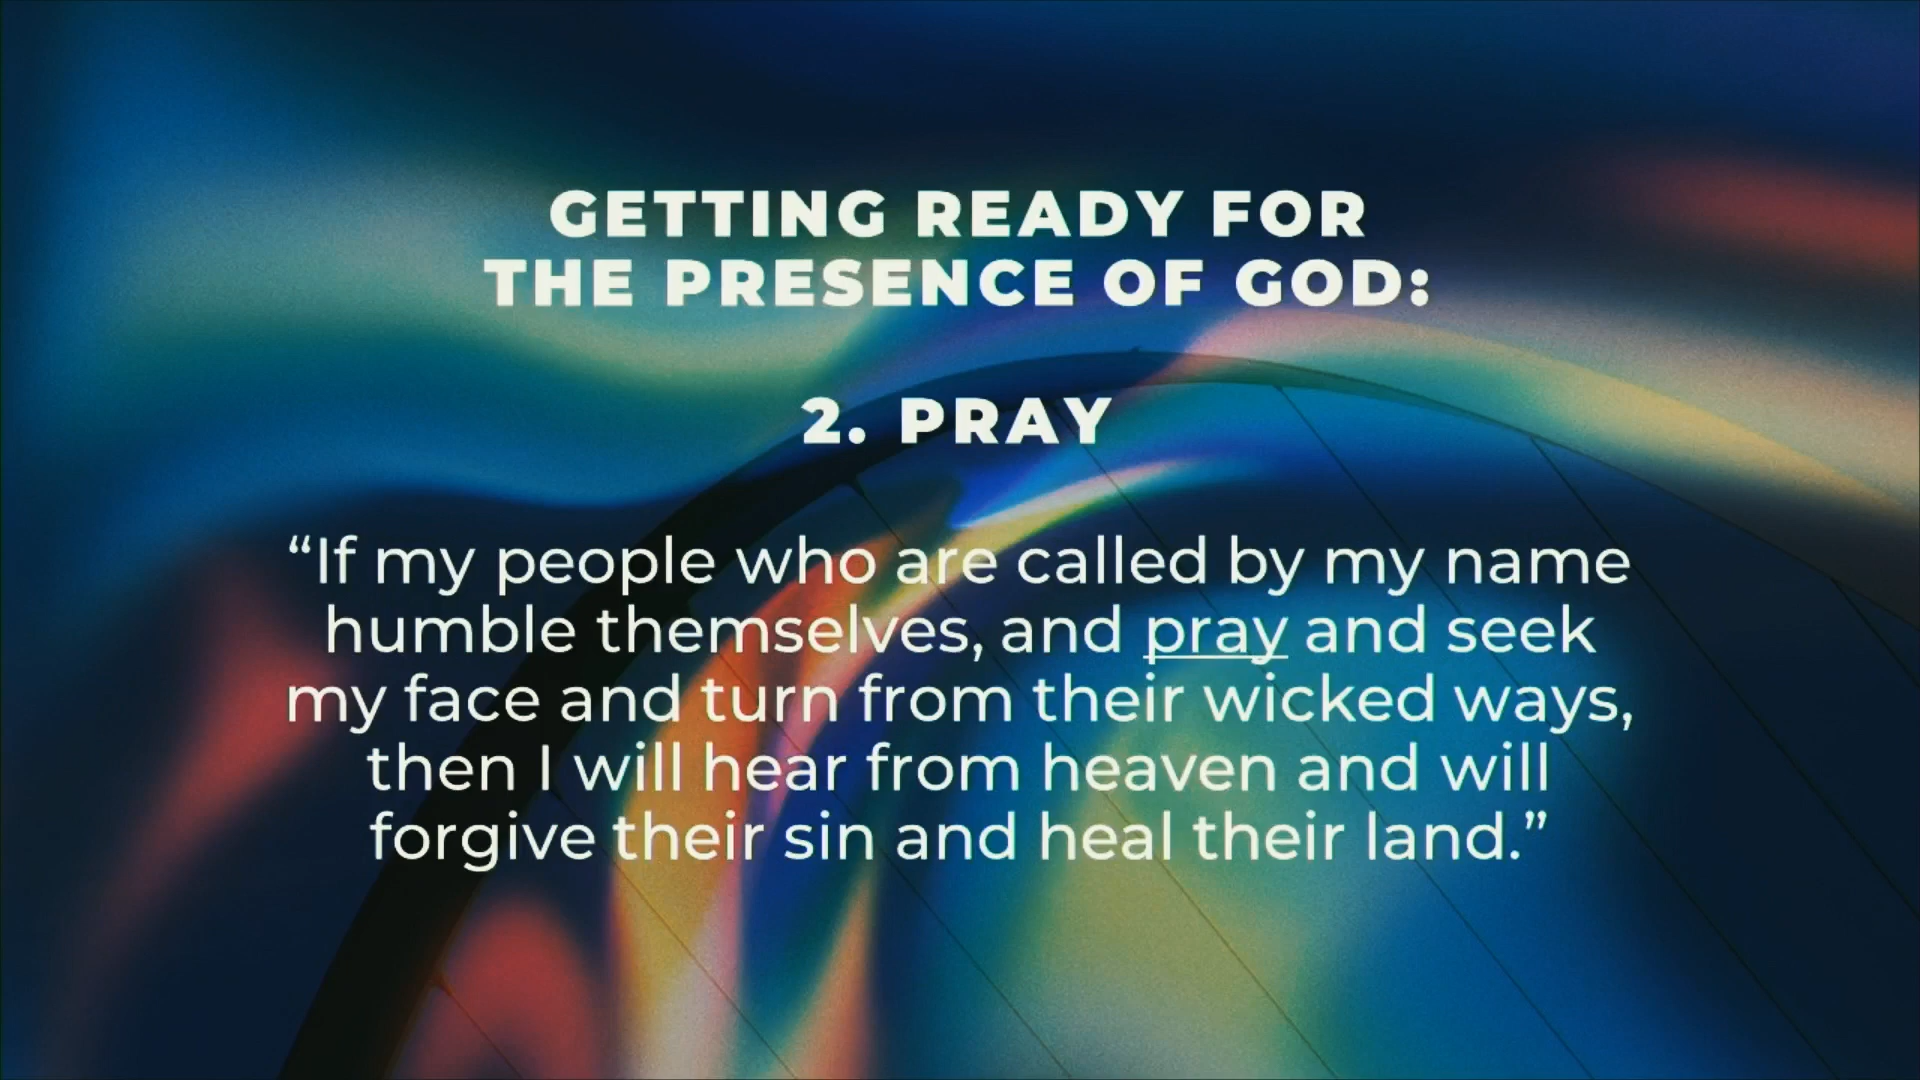 GETTING READY FOR
THE PRESENCE OF GOD:
2. PRAY
“If my people who are called by my name
humble themselves, and pray and seek
my face and turn from their wicked ways,
then I will hear from heaven and will
forgive their sin and heal their land.”